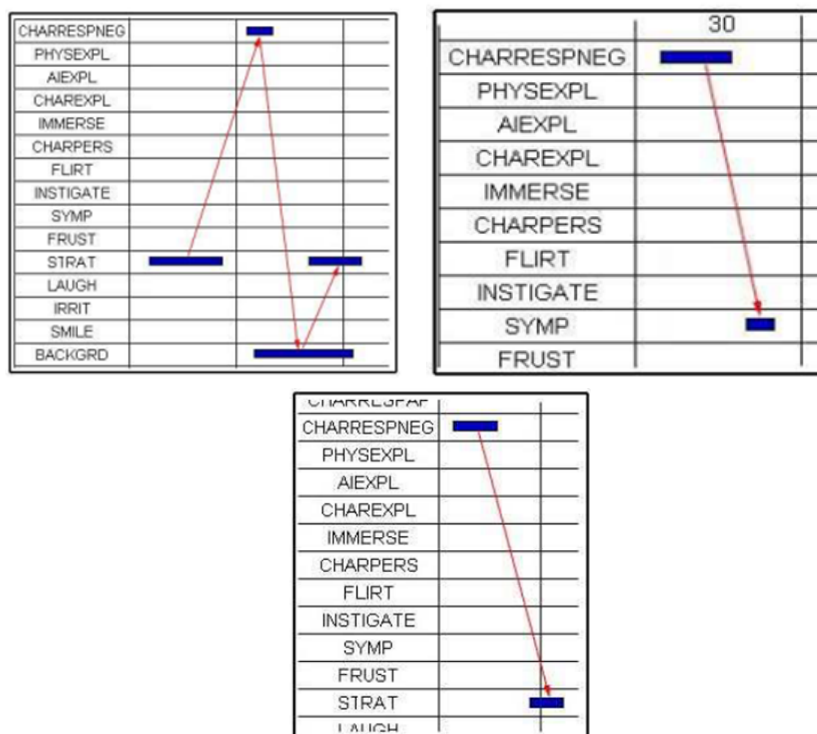 CHARRESPNEG
PHYSEXPL
AIEXPL
CHAREXPL
IMMERSE
CHARPERS
FLIRT
INSTIGATE
SYMP
FRUST
STRAT
LAUGH
IRRIT
SMILE
BACKGRD
30
CHARRESPNEG
PHYSEXPL
AIEXPL
CHAREXPL
IMMERSE
CHARPERS
FLIRT
INSTIGATE
SYMP
FRUST
CHARRESPNEG
PHYSEXPL
AIEXPL
CHAREXPL
IMMERSE
CHARPERS
FLIRT
INSTIGATE
SYMP
FRUST
STRAT
LAUGH